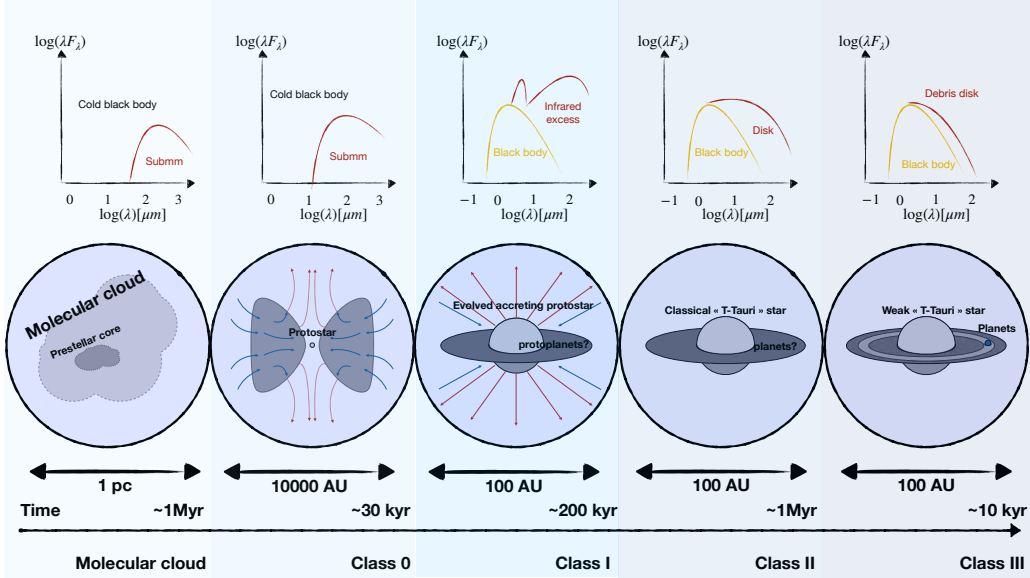 log(λF_λ)
Cold black body
Submm
0 1 2 3
log(λ)[μm]
log(λF_λ)
Cold black body
Submm
0 1 2 3
log(λ)[μm]
log(λF_λ)
Infrared
excess
Black body
−1 0 1 2
log(λ)[μm]
log(λF_λ)
Disk
Black body
−1 0 1 2
log(λ)[μm]
log(λF_λ)
Debris disk
Black body
−1 0 1 2
log(λ)[μm]
Molecular cloud
Prestellar core
Protostar
Evolved accreting protostar
protoplanets?
Classical « T-Tauri » star
planets?
Weak « T-Tauri » star
Planets
1 pc
10000 AU
100 AU
100 AU
100 AU
Time
~1Myr
~30 kyr
~200 kyr
~1Myr
~10 kyr
Molecular cloud
Class 0
Class I
Class II
Class III